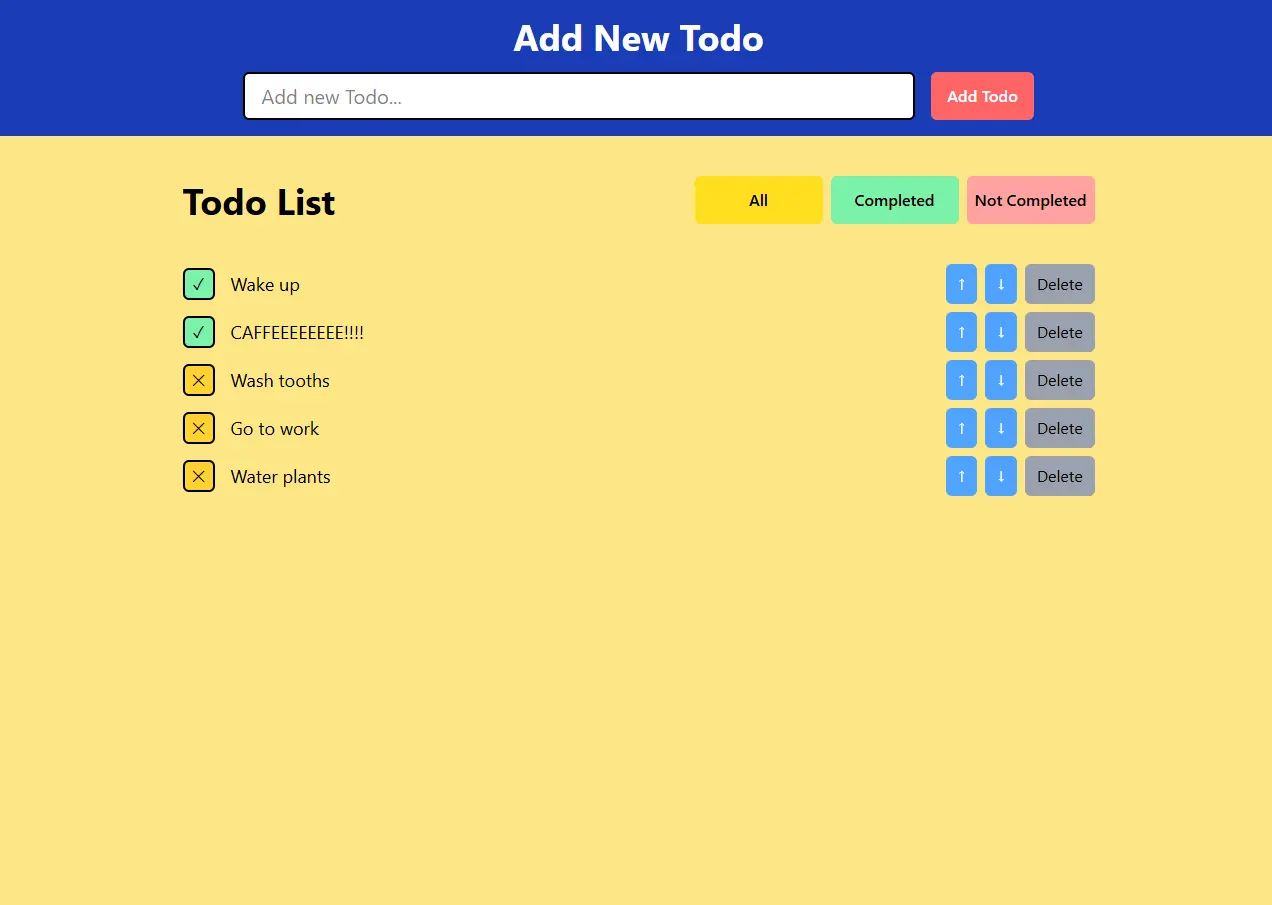 Add New Todo
Add new Todo...
Add Todo
Todo List
All
Completed
Not Completed
✓ Wake up ↑ ↓ Delete
✓ CAFFEEEEEEEE!!!! ↑ ↓ Delete
✕ Wash tooths ↑ ↓ Delete
✕ Go to work ↑ ↓ Delete
✕ Water plants ↑ ↓ Delete